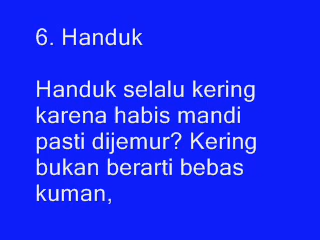 6. Handuk
Handuk selalu kering
karena habis mandi
pasti dijemur? Kering
bukan berarti bebas
kuman,